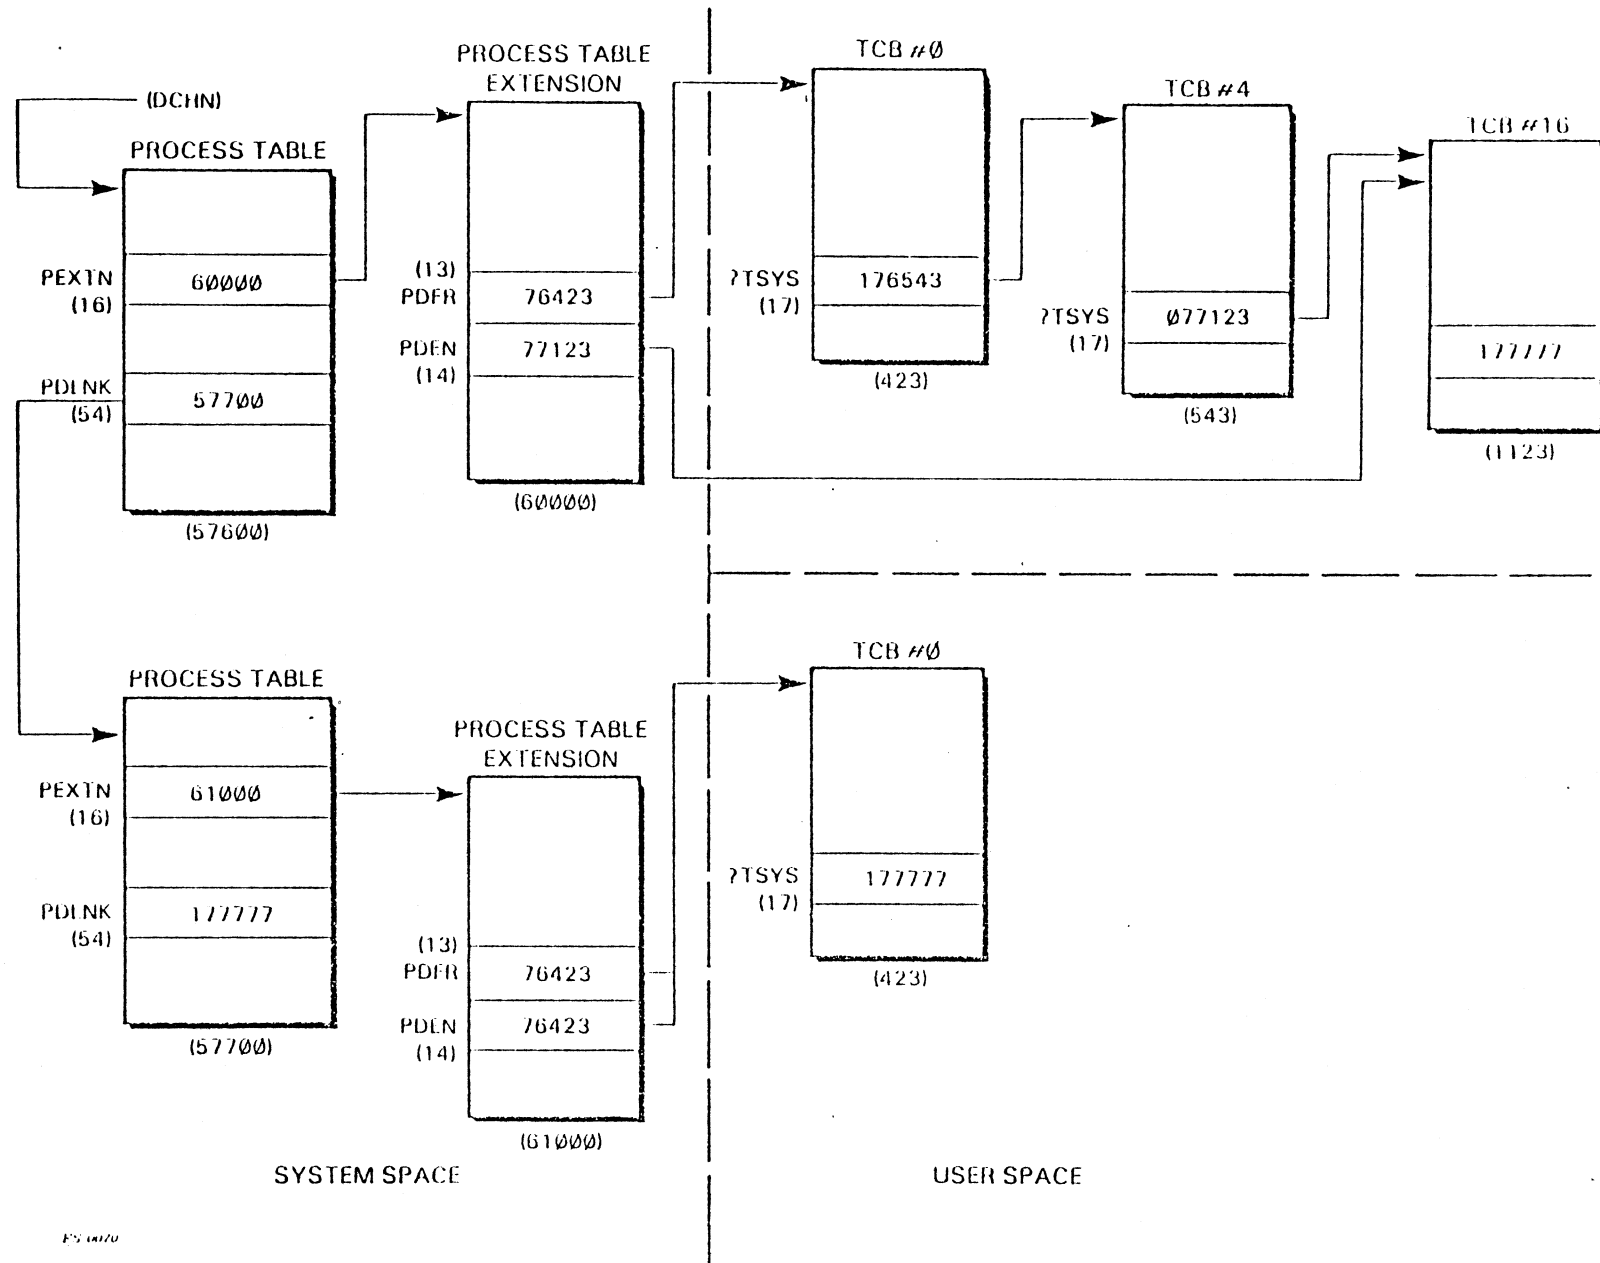 (DCHN)
PROCESS TABLE
PEXTN
(16)
60000
PDLNK
(54)
57700
(57600)
PROCESS TABLE
EXTENSION
(13)
PDFR
76423
PDEN
(14)
77123
(60000)
TCB #0
?TSYS
(17)
176543
(423)
TCB #4
?TSYS
(17)
077123
(543)
TCB #16
177777
(1123)
PROCESS TABLE
PEXTN
(16)
61000
PDLNK
(54)
177777
(57700)
PROCESS TABLE
EXTENSION
(13)
PDFR
76423
PDEN
(14)
76423
(61000)
TCB #0
?TSYS
(17)
177777
(423)
SYSTEM SPACE
USER SPACE